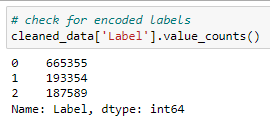 # check for encoded labels
cleaned_data['Label'].value_counts()
0    665355
1    193354
2    187589
Name: Label, dtype: int64